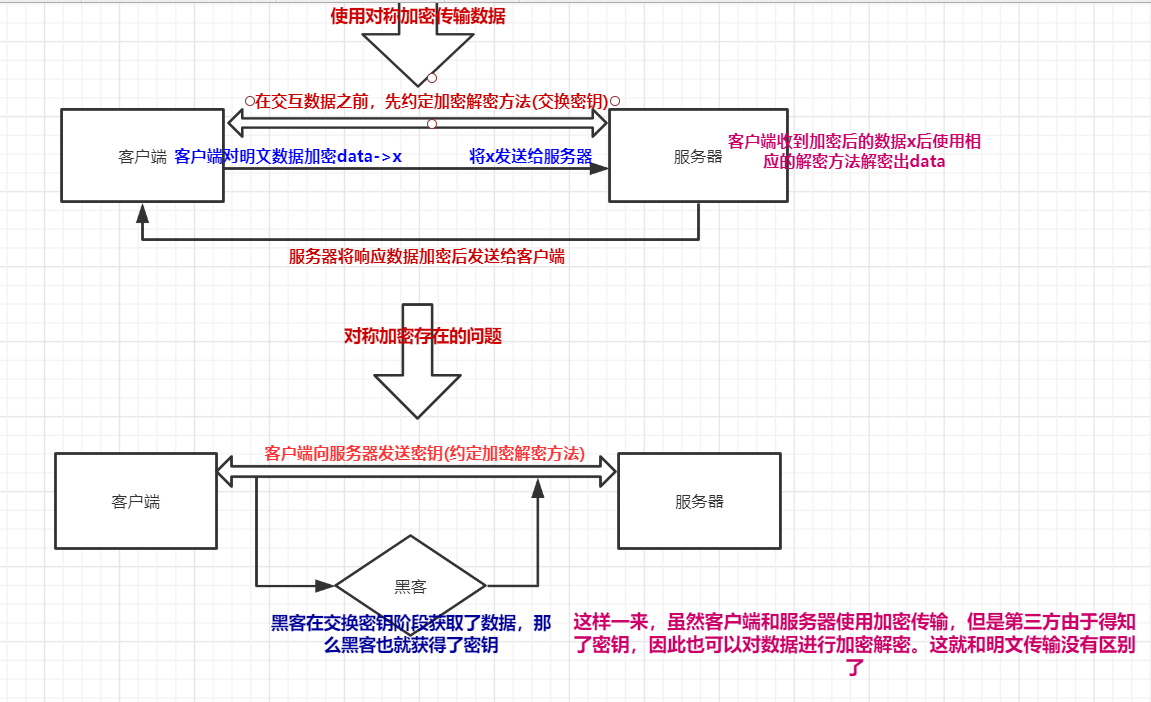 使用对称加密传输数据
在交互数据之前，先约定加密解密方法(交换密钥)
客户端
客户端对明文数据加密data->x
将x发送给服务器
服务器
客户端收到加密后的数据x后使用相
应的解密方法解密出data
服务器将响应数据加密后发送给客户端
对称加密存在的问题
客户端向服务器发送密钥(约定加密解密方法)
客户端
服务器
黑客
黑客在交换密钥阶段获取了数据，那
么黑客也就获得了密钥
这样一来，虽然客户端和服务器使用加密传输，但是第三方由于得知
了密钥，因此也可以对数据进行加密解密。这就和明文传输没有区别
了